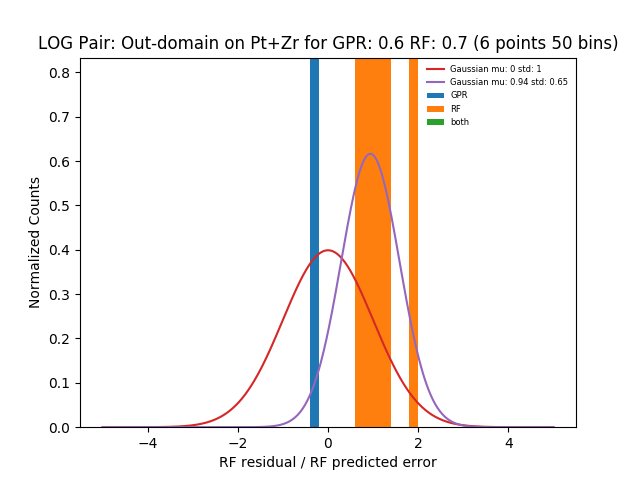 LOG Pair: Out-domain on Pt+Zr for GPR: 0.6 RF: 0.7 (6 points 50 bins)
Gaussian mu: 0 std: 1
Gaussian mu: 0.94 std: 0.65
GPR
RF
both
Normalized Counts
0.8
0.7
0.6
0.5
0.4
0.3
0.2
0.1
0.0
−4 −2 0 2 4
RF residual / RF predicted error